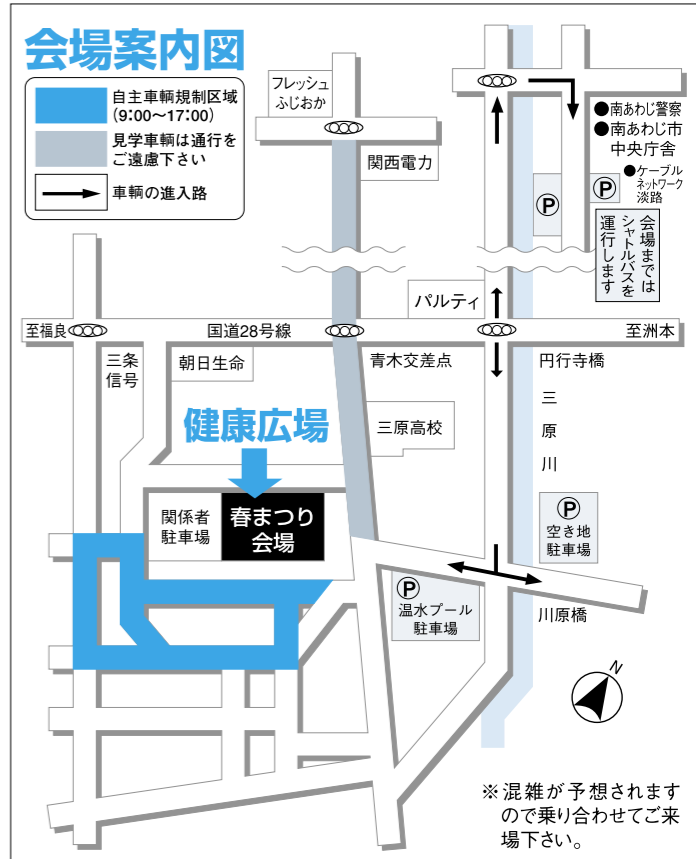 会場案内図
自主車輌規制区域
(9:00〜17:00)
見学車輌は通行を
ご遠慮下さい
車輌の進入路
フレッシュ
ふじおか
関西電力
●南あわじ警察
●南あわじ市
中央庁舎
●ケーブル
ネットワーク
淡路
P
P
会場までは
シャトルバスを
運行します
パルティ
至福良
国道28号線
至洲本
三条
信号
朝日生命
青木交差点
円行寺橋
三原川
三原高校
健康広場
関係者
駐車場
春まつり
会場
P
空き地
駐車場
P
温水プール
駐車場
川原橋
N
※混雑が予想されます
ので乗り合わせてご来
場下さい。